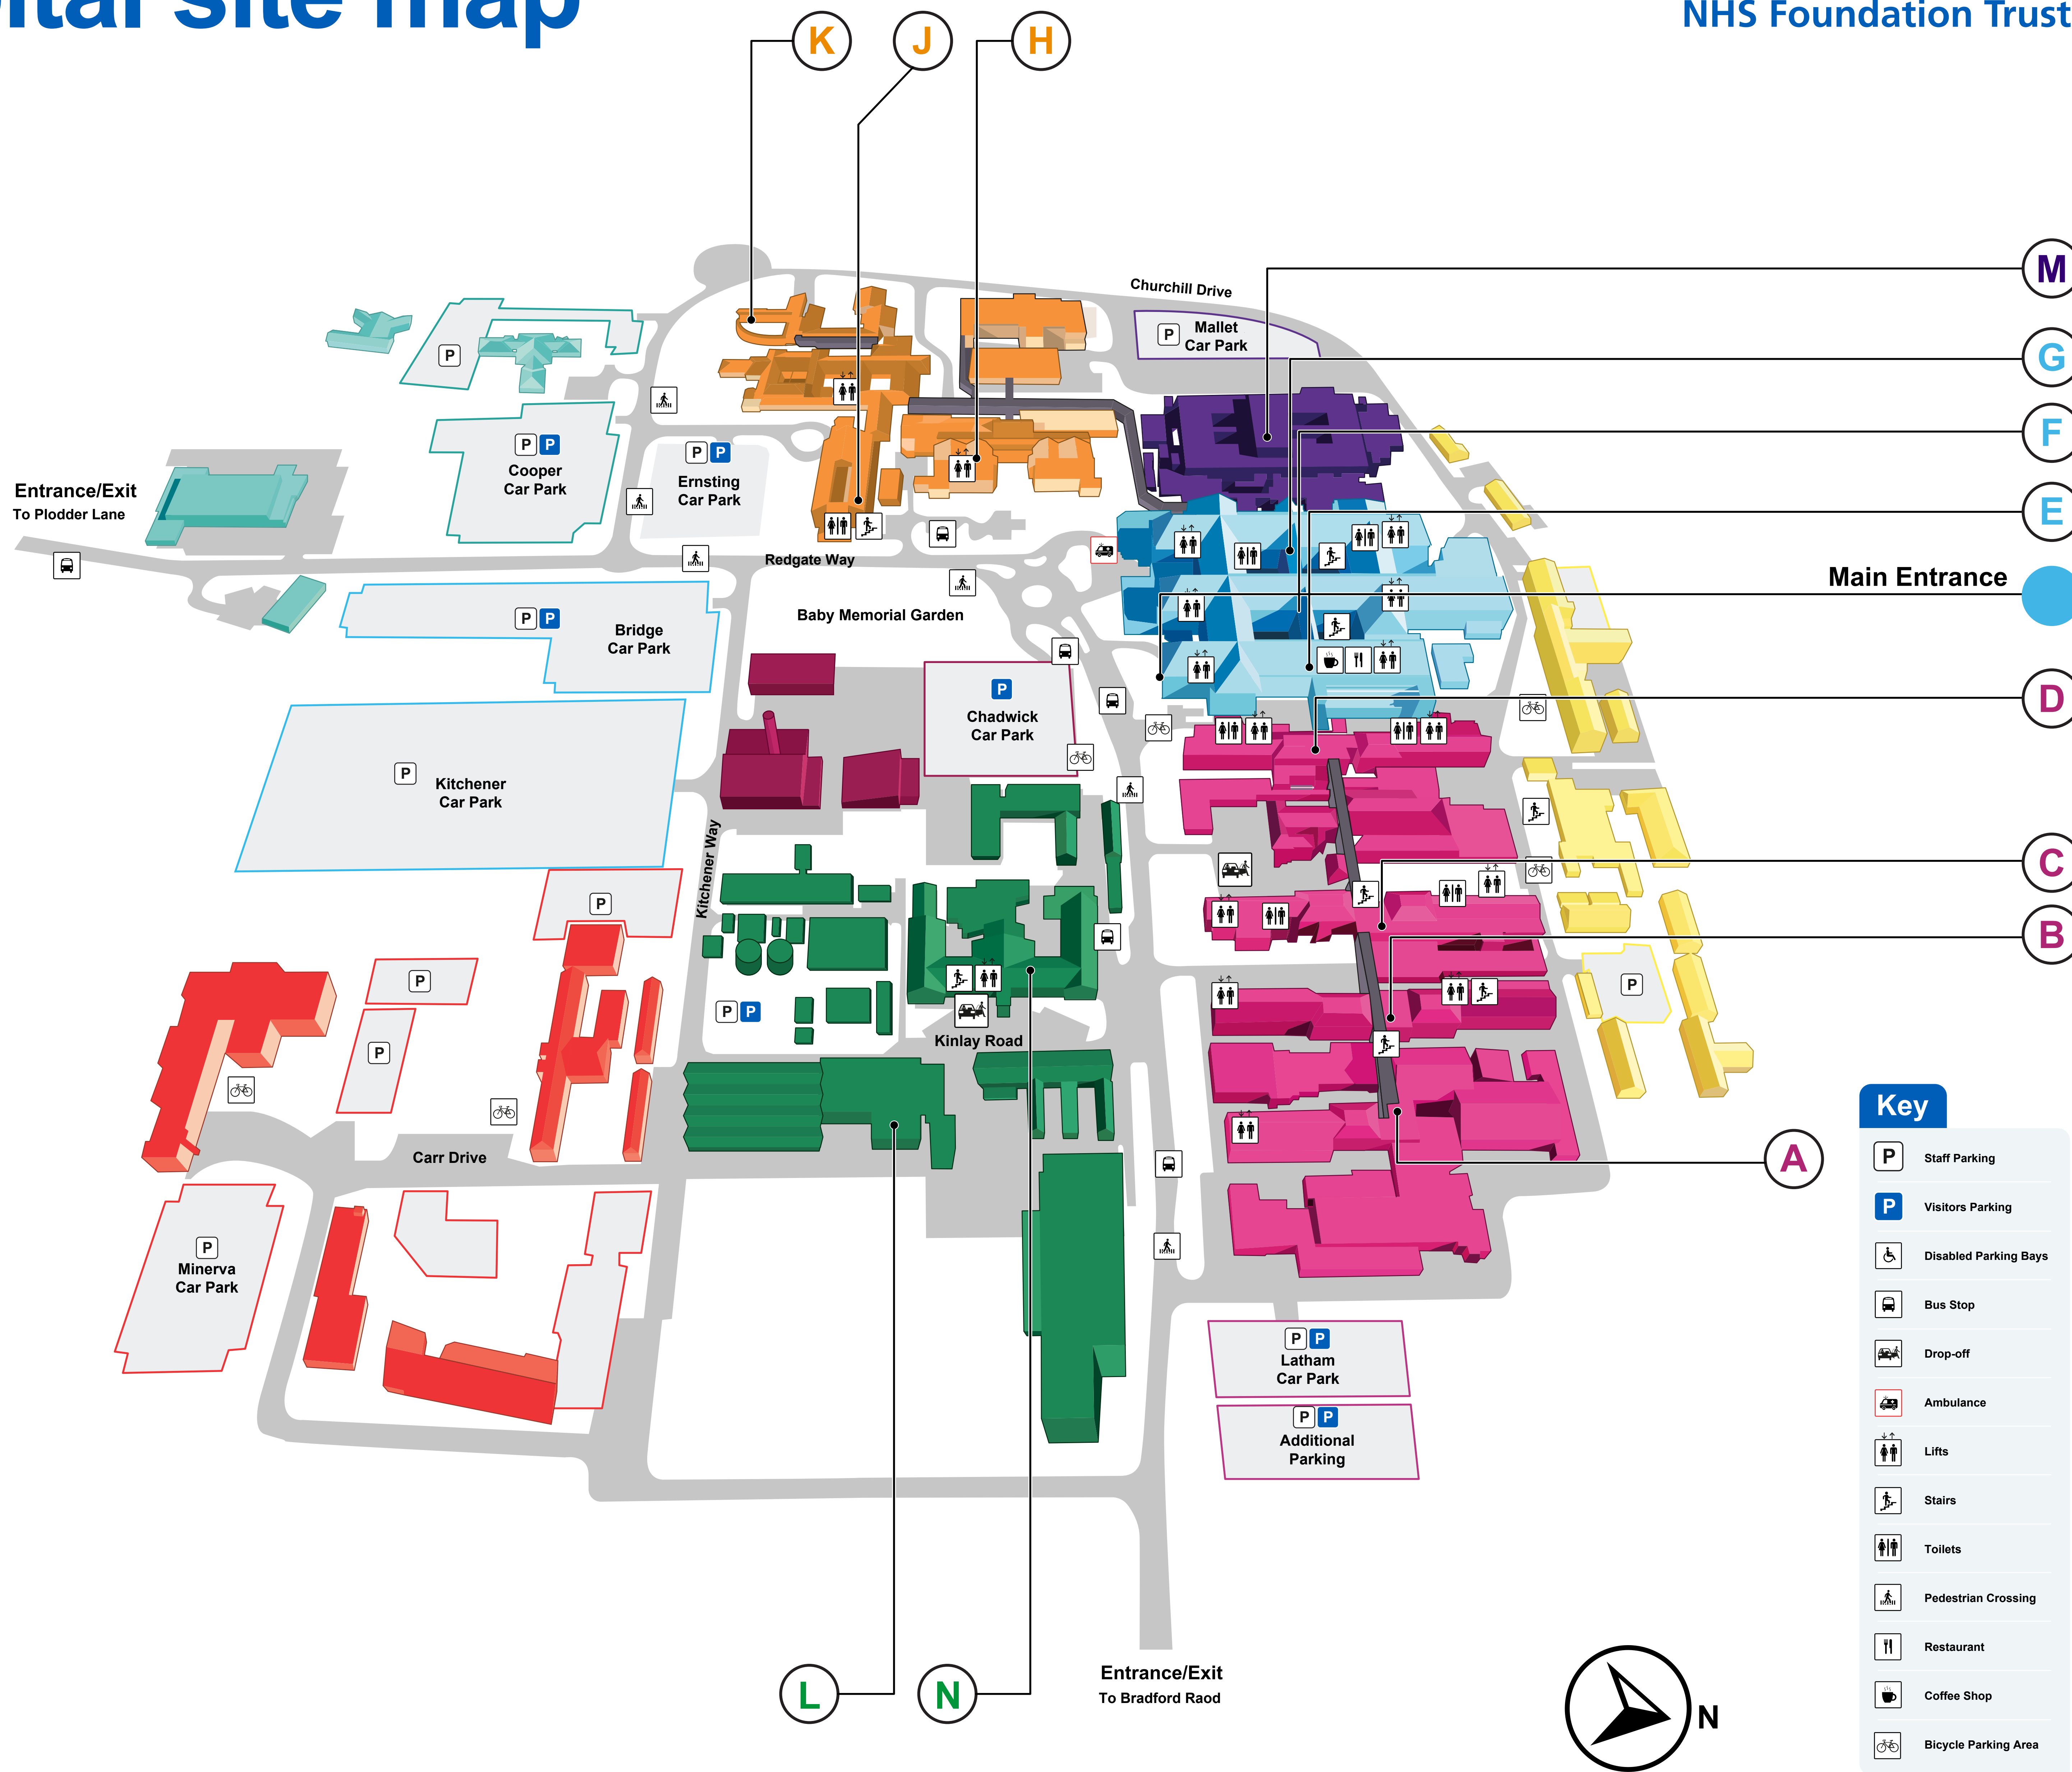 pital site map
NHS Foundation Trust
K
J
H
M
Churchill Drive
P
Mallet
Car Park
G
P
F
P P
Cooper
Car Park
P P
Ernsting
Car Park
Entrance/Exit
To Plodder Lane
E
Redgate Way
Main Entrance
Baby Memorial Garden
P P
Bridge
Car Park
P
Chadwick
Car Park
D
P
Kitchener
Car Park
Kitchener Way
C
P
B
P
P
P P
P
Kinlay Road
Carr Drive
A
P
Minerva
Car Park
P P
Latham
Car Park
P P
Additional
Parking
L
N
Entrance/Exit
To Bradford Raod
N
Key
P Staff Parking
P Visitors Parking
Disabled Parking Bays
Bus Stop
Drop-off
Ambulance
Lifts
Stairs
Toilets
Pedestrian Crossing
Restaurant
Coffee Shop
Bicycle Parking Area